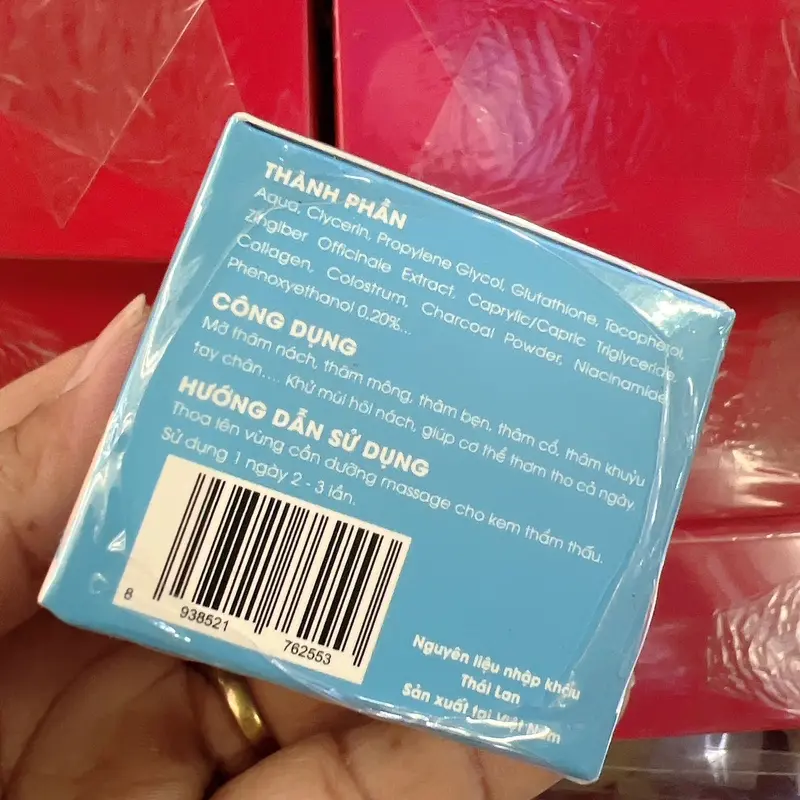 THÀNH PHẦN
Aqua, Glycerin, Propylene Glycol, Glutathione, Tocopherol,
Zingiber Officinale Extract, Caprylic/Capric Triglyceride,
Collagen, Colostrum, Charcoal Powder, Niacinamide,
Phenoxyethanol 0,20%...
CÔNG DỤNG
Mờ thâm nách, thâm mông, thâm bẹn, thâm cổ, thâm khuỷu
tay chân.... Khử mùi hôi nách, giúp cơ thể thơm tho cả ngày.
HƯỚNG DẪN SỬ DỤNG
Thoa lên vùng cần dưỡng massage cho kem thẩm thấu.
Sử dụng 1 ngày 2 - 3 lần.
8 938521 762553
Nguyên liệu nhập khẩu
Thái Lan
Sản xuất tại Việt Nam